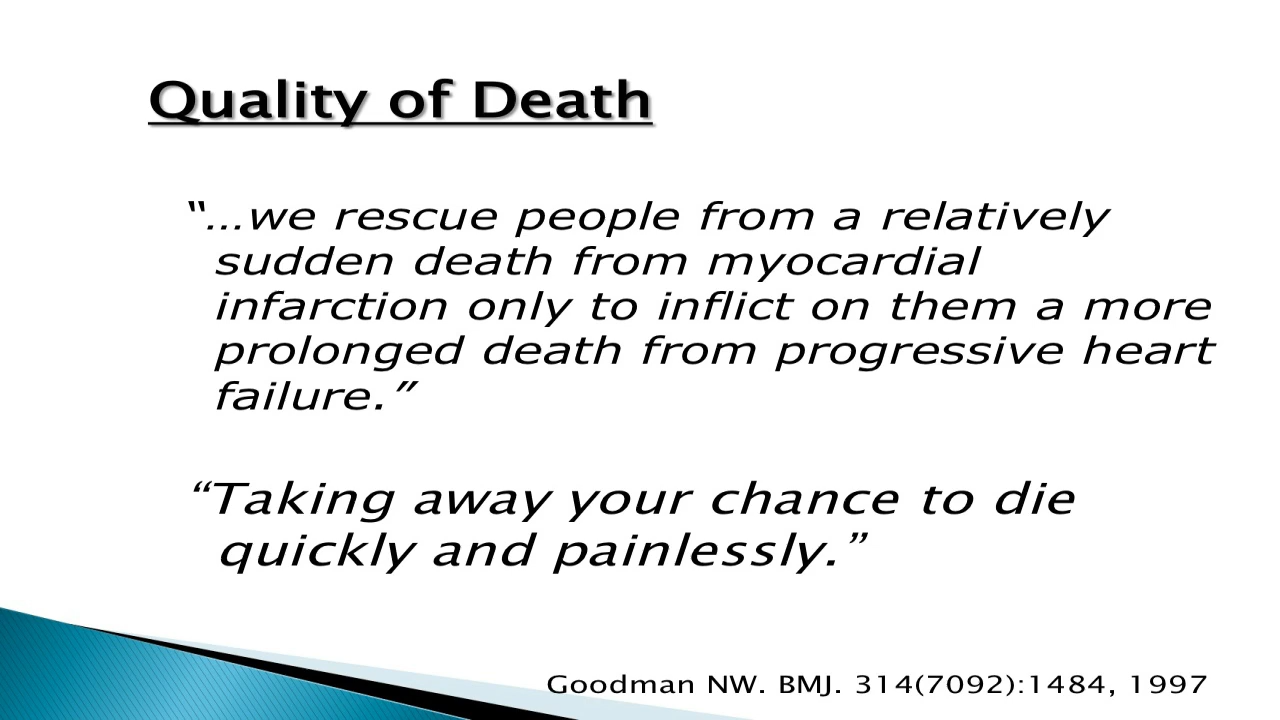 Quality of Death
“…we rescue people from a relatively
sudden death from myocardial
infarction only to inflict on them a more
prolonged death from progressive heart
failure.”
“Taking away your chance to die
quickly and painlessly.”
Goodman NW. BMJ. 314(7092):1484, 1997